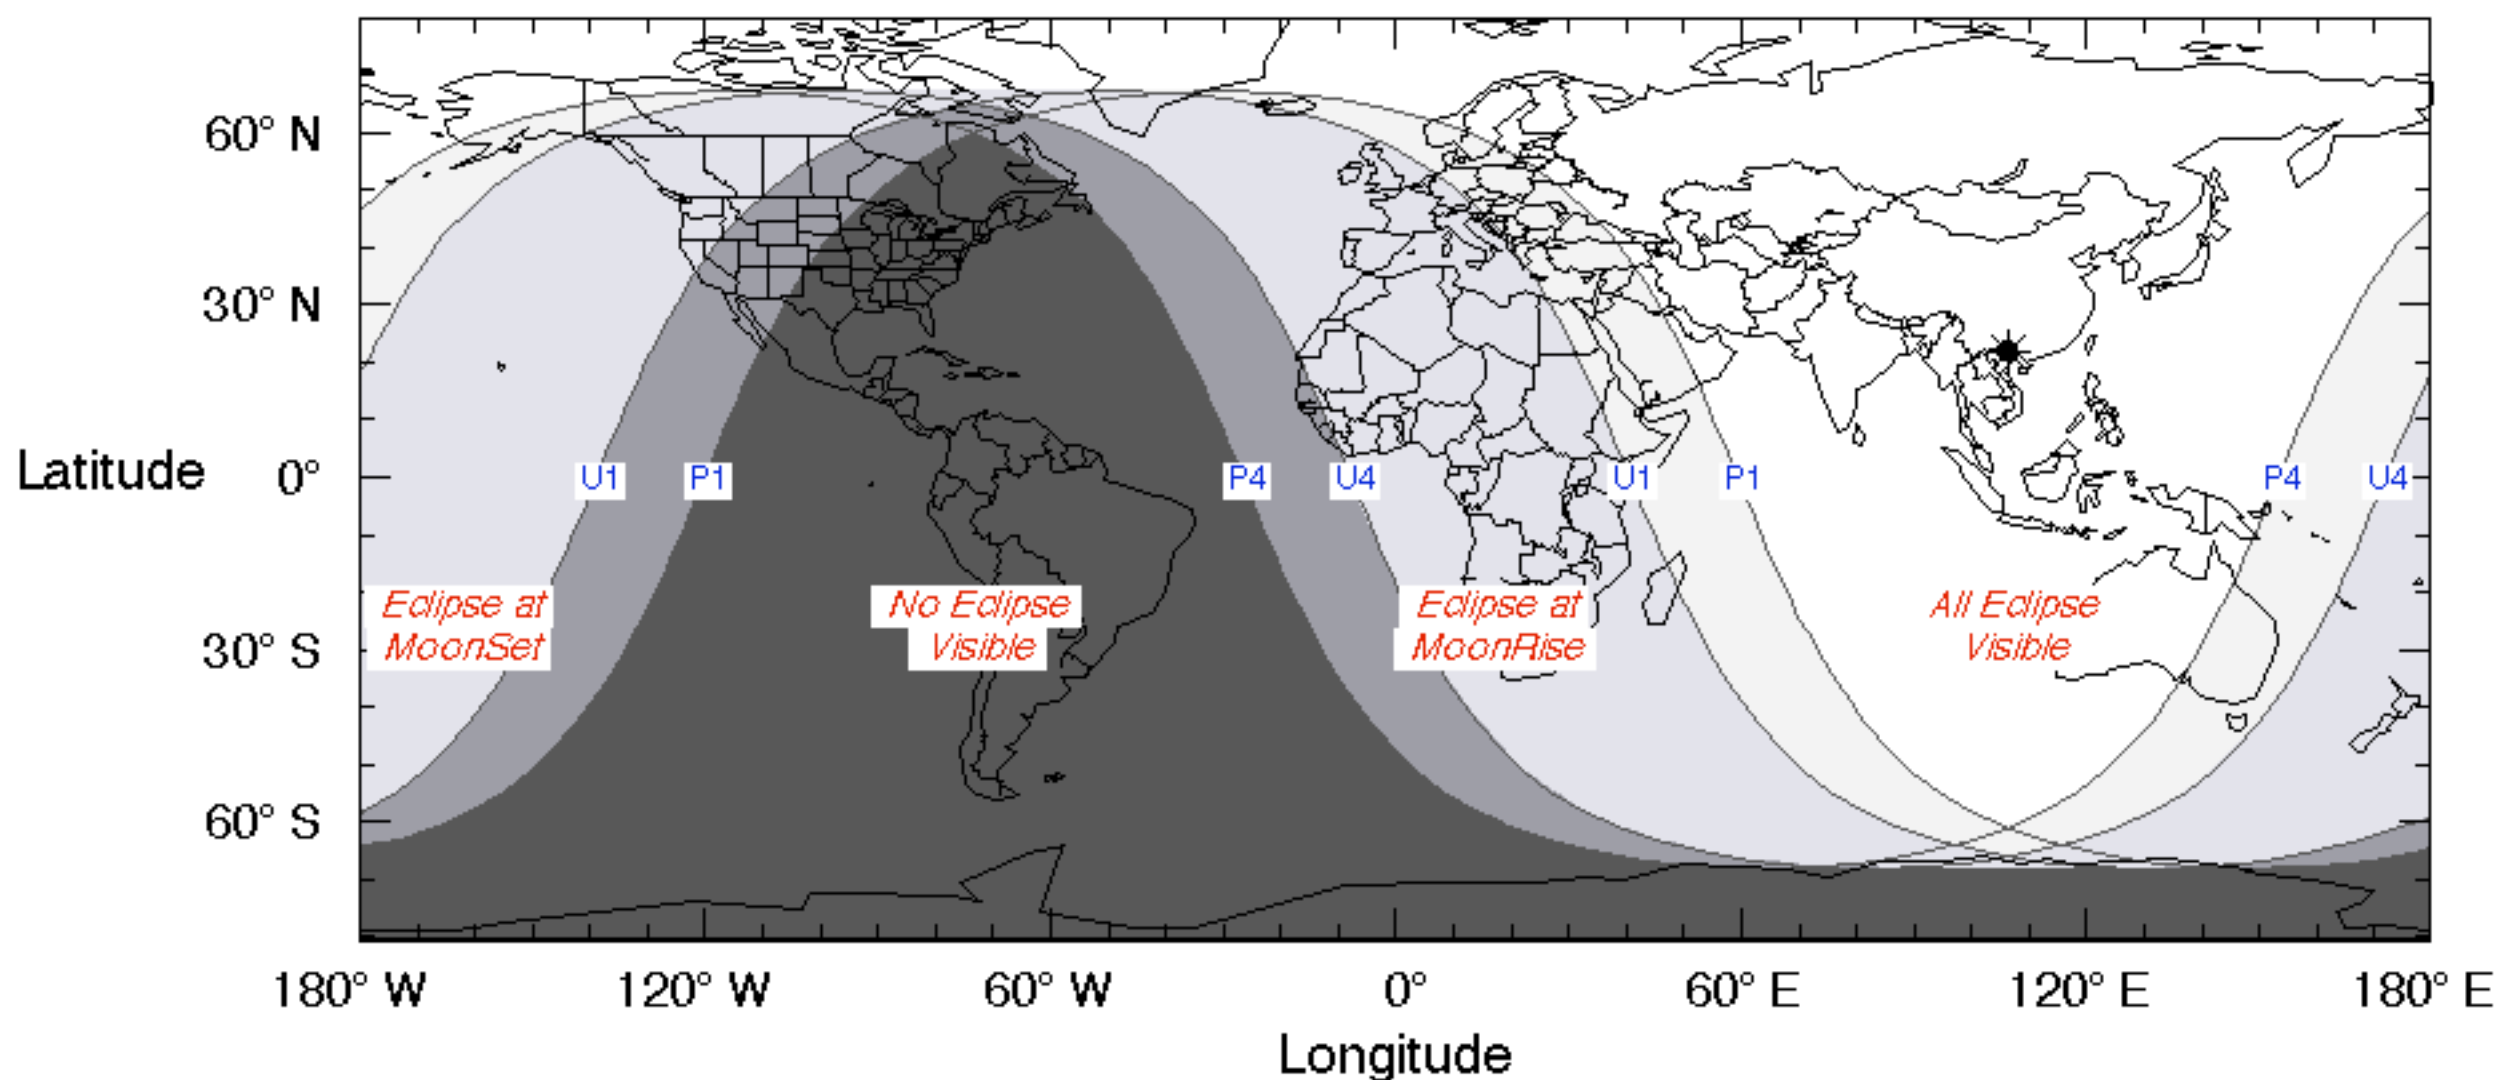 60° N
30° N
Latitude 0°
U1 P1 P4 U4 U1 P1 P4 U4
Eclipse at MoonSet
No Eclipse Visible
Eclipse at MoonRise
All Eclipse Visible
30° S
60° S
180° W 120° W 60° W 0° 60° E 120° E 180° E
Longitude